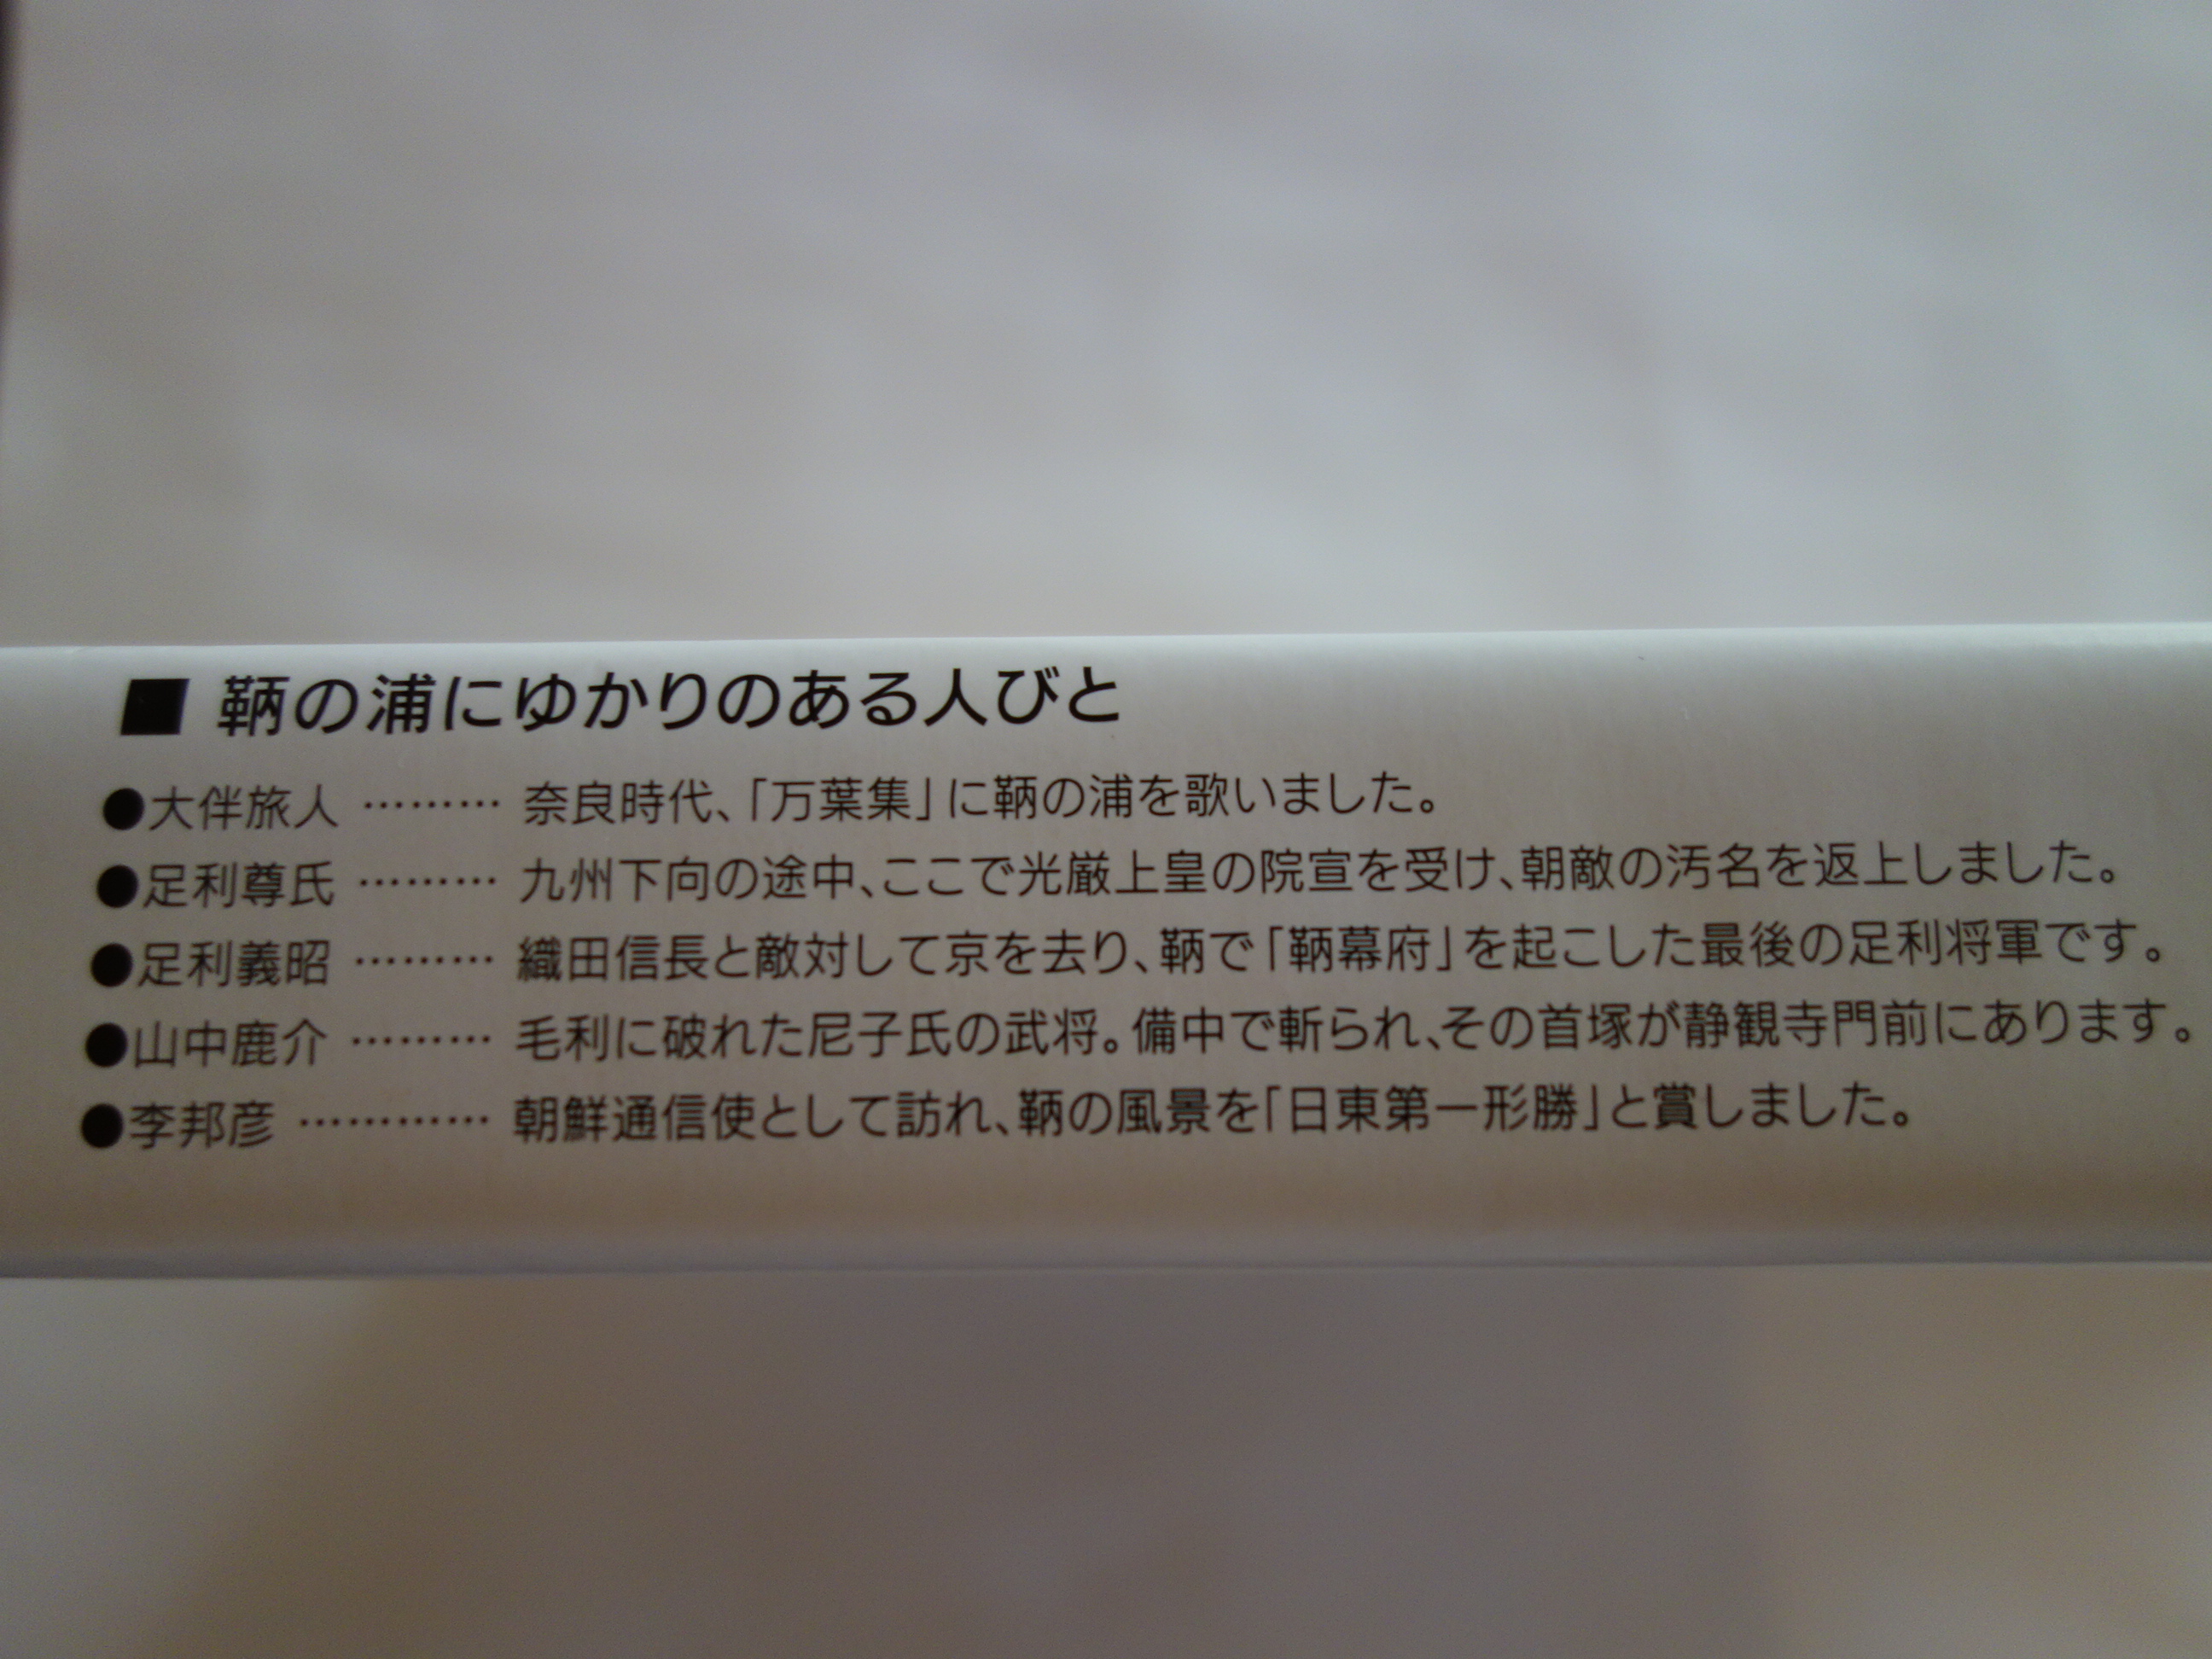 ■ 鞆の浦にゆかりのある人びと
●大伴旅人 ……… 奈良時代、「万葉集」に鞆の浦を歌いました。
●足利尊氏 ……… 九州下向の途中、ここで光厳上皇の院宣を受け、朝敵の汚名を返上しました。
●足利義昭 ……… 織田信長と敵対して京を去り、鞆で「鞆幕府」を起こした最後の足利将軍です。
●山中鹿介 ……… 毛利に破れた尼子氏の武将。備中で斬られ、その首塚が静観寺門前にあります。
●李邦彦 ………… 朝鮮通信使として訪れ、鞆の風景を「日東第一形勝」と賞しました。